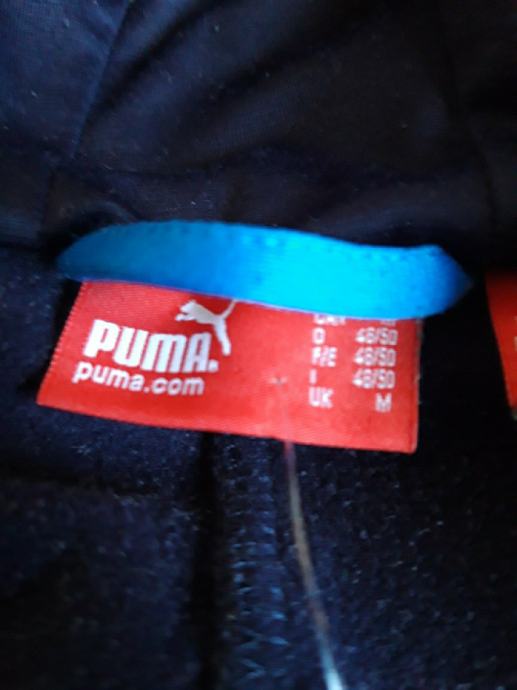 PUMA.
puma.com
D 48/50
F/E 48/50
I 48/50
UK M